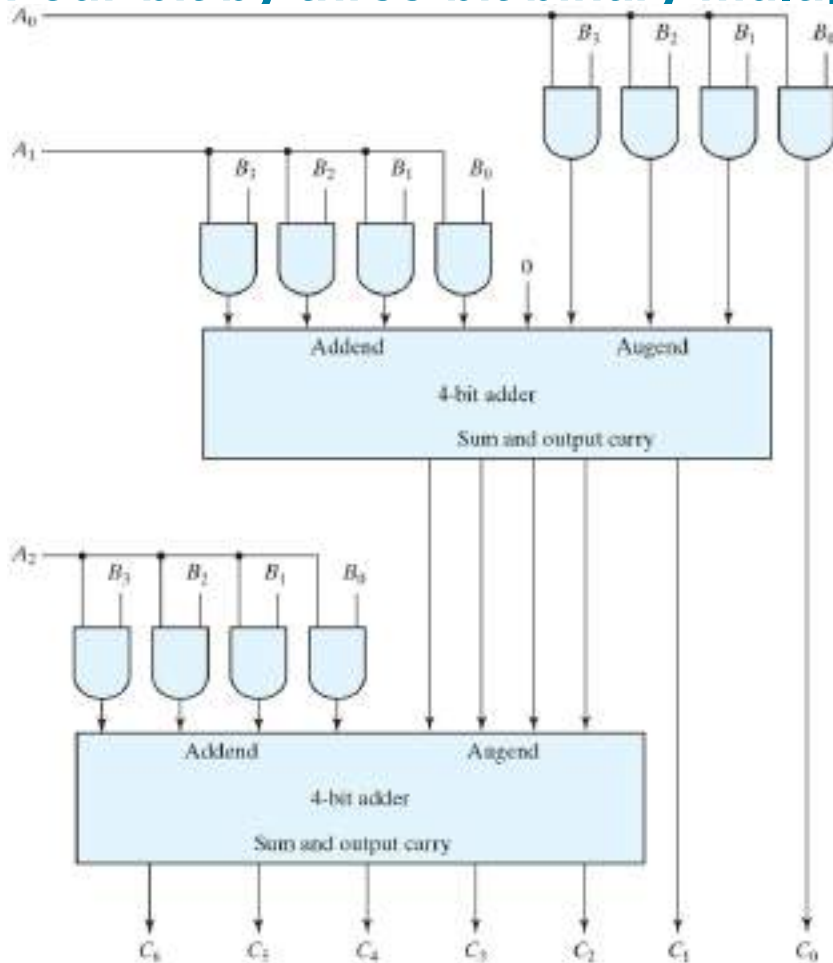 A₀
B₃ B₂ B₁ B₀
A₁
B₃ B₂ B₁ B₀
0
Addend Augend
4-bit adder
Sum and output carry
A₂
B₃ B₂ B₁ B₀
Addend Augend
4-bit adder
Sum and output carry
C₆ C₅ C₄ C₃ C₂ C₁ C₀